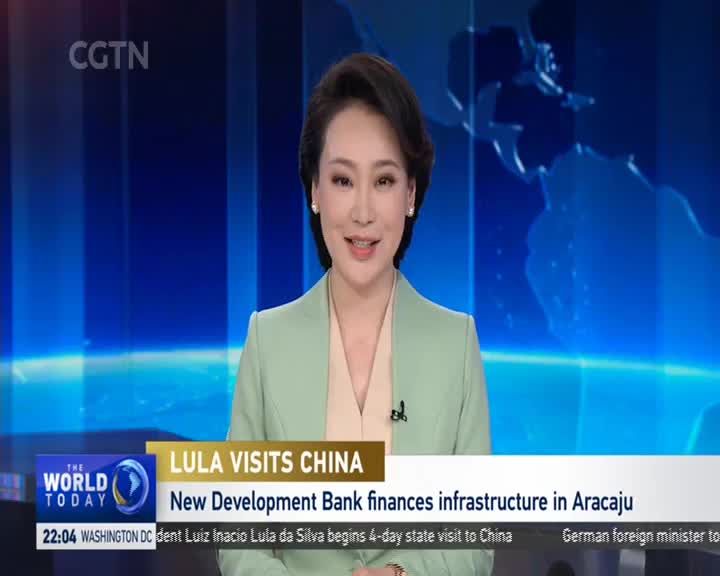 CGTN
LULA VISITS CHINA
THE
WORLD
TODAY
New Development Bank finances infrastructure in Aracaju
22:04 WASHINGTON DC
dent Luiz Inacio Lula da Silva begins 4-day state visit to China German foreign minister to